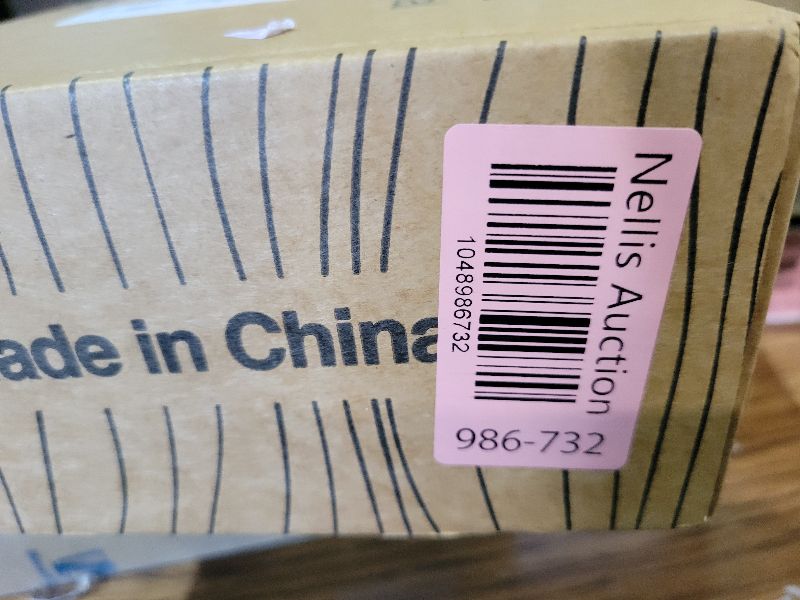 ade in China
Nellis Auction
1048986732
986-732